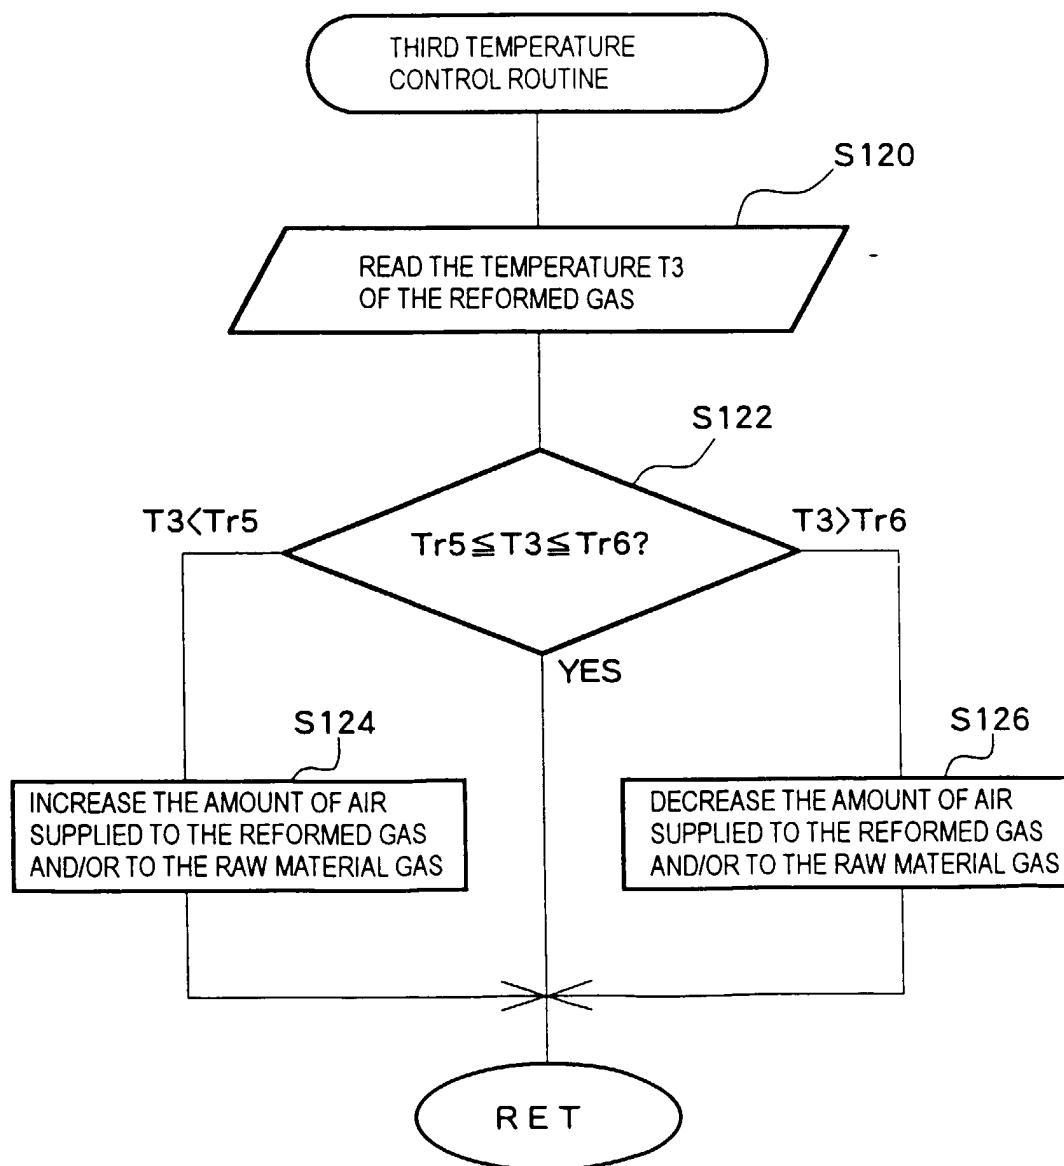 THIRD TEMPERATURE
CONTROL ROUTINE
S120
READ THE TEMPERATURE T3
OF THE REFORMED GAS
S122
T3<Tr5
Tr5≦T3≦Tr6?
T3>Tr6
YES
S124
INCREASE THE AMOUNT OF AIR
SUPPLIED TO THE REFORMED GAS
AND/OR TO THE RAW MATERIAL GAS
S126
DECREASE THE AMOUNT OF AIR
SUPPLIED TO THE REFORMED GAS
AND/OR TO THE RAW MATERIAL GAS
RET